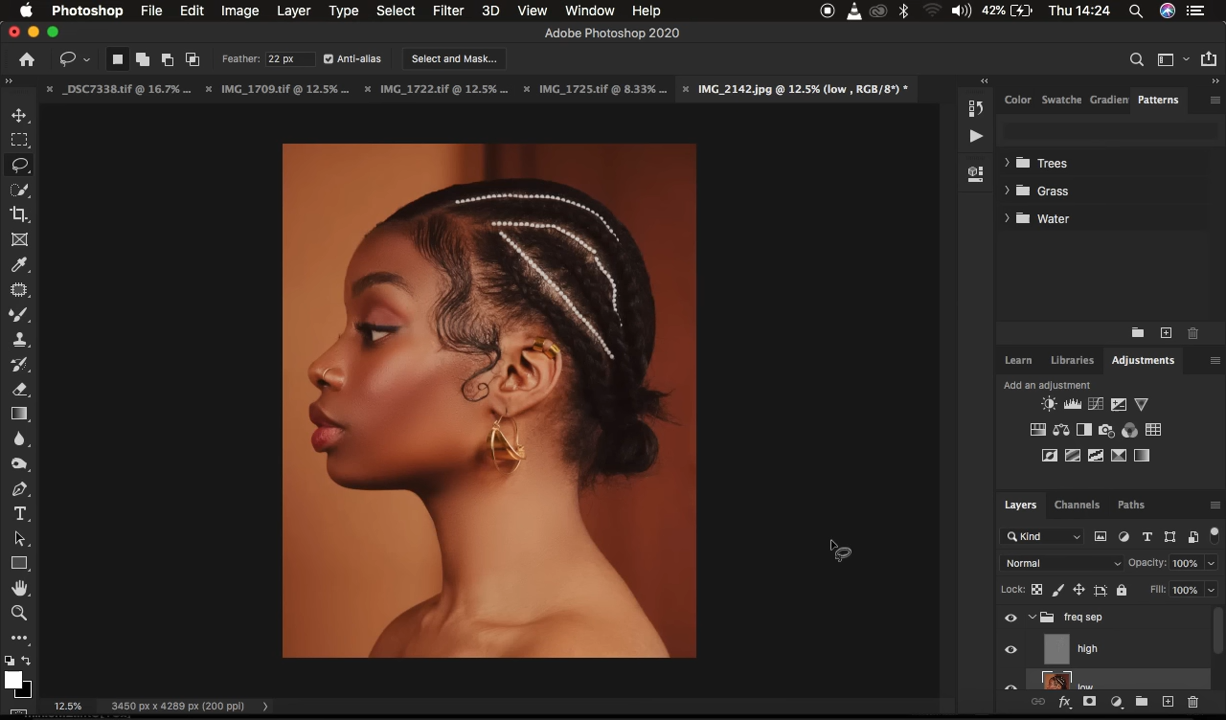 Photoshop File Edit Image Layer Type Select Filter 3D View Window Help 42% Thu 14:24
Adobe Photoshop 2020
Feather: 22 px Anti-alias Select and Mask...
_DSC7338.tif @ 16.7% ... IMG_1709.tif @ 12.5% ... IMG_1722.tif @ 12.5% ... IMG_1725.tif @ 8.33% ... IMG_2142.jpg @ 12.5% (low , RGB/8*) *
Color Swatche Gradien Patterns
Trees
Grass
Water
Learn Libraries Adjustments
Add an adjustment
Layers Channels Paths
Kind
Normal Opacity: 100%
Lock: Fill: 100%
freq sep
high
low
12.5% 3450 px x 4289 px (200 ppi)